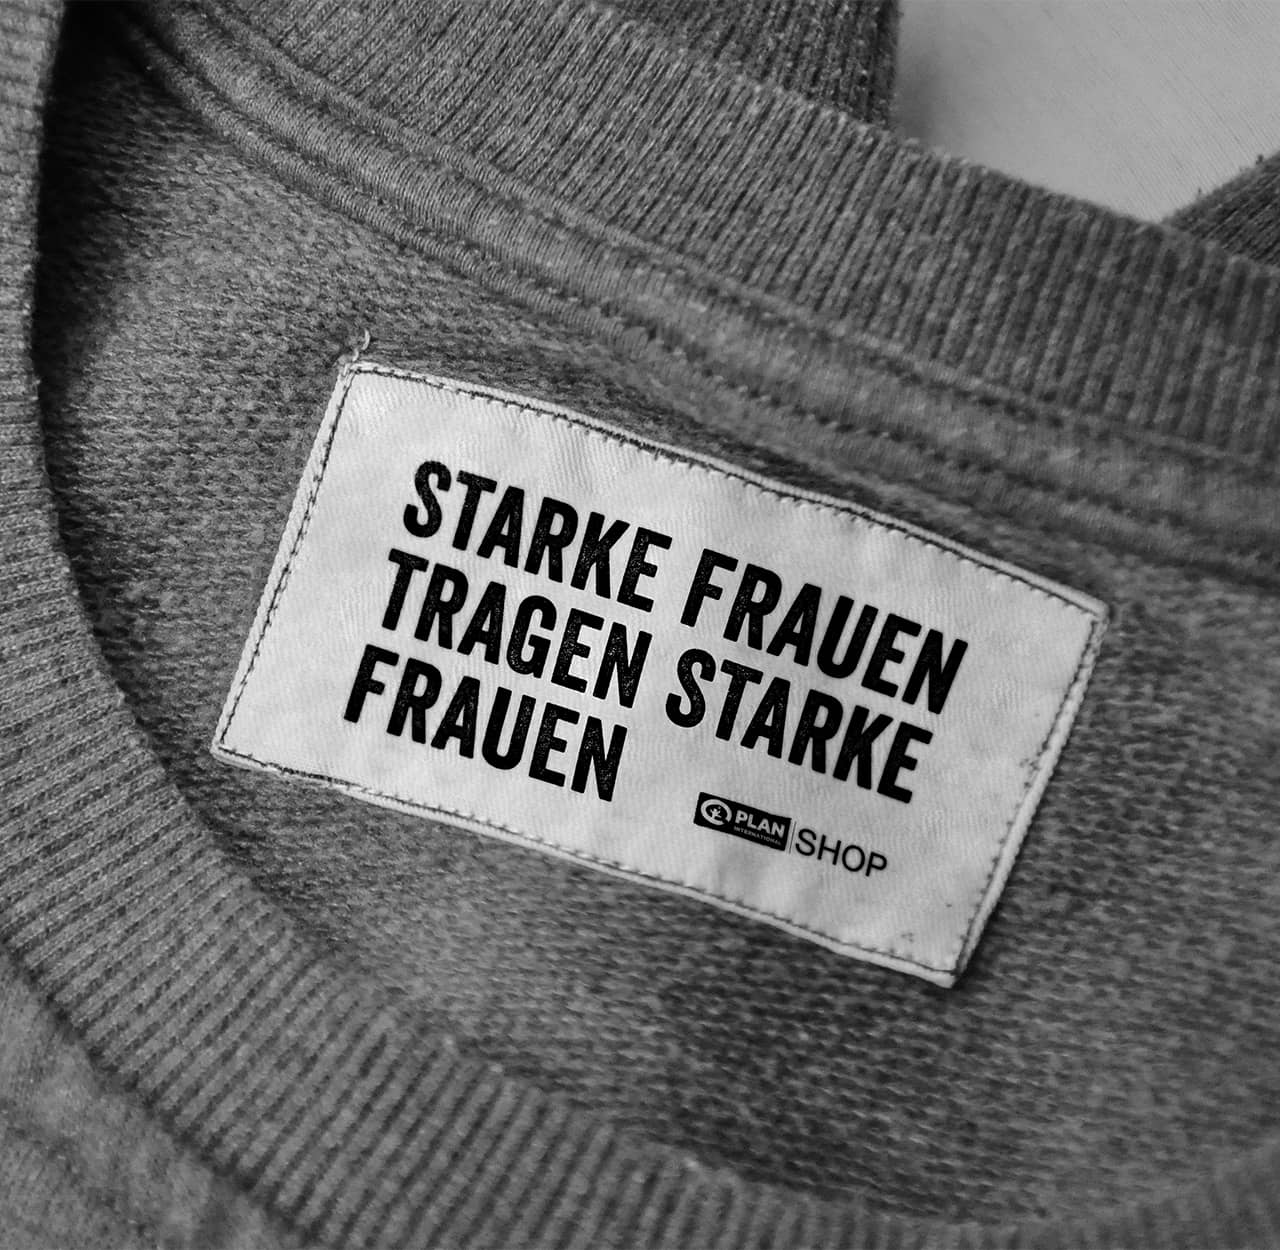 STARKE FRAUEN
TRAGEN STARKE
FRAUEN
PLAN INTERNATIONAL | SHOP